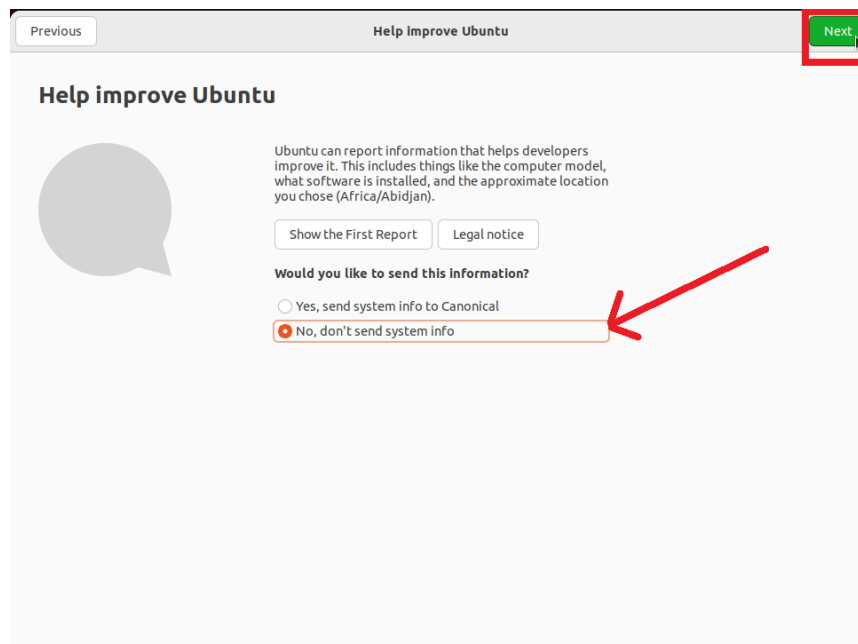 Previous
Help improve Ubuntu
Next
Help improve Ubuntu
Ubuntu can report information that helps developers
improve it. This includes things like the computer model,
what software is installed, and the approximate location
you chose (Africa/Abidjan).
Show the First Report
Legal notice
Would you like to send this information?
Yes, send system info to Canonical
No, don't send system info